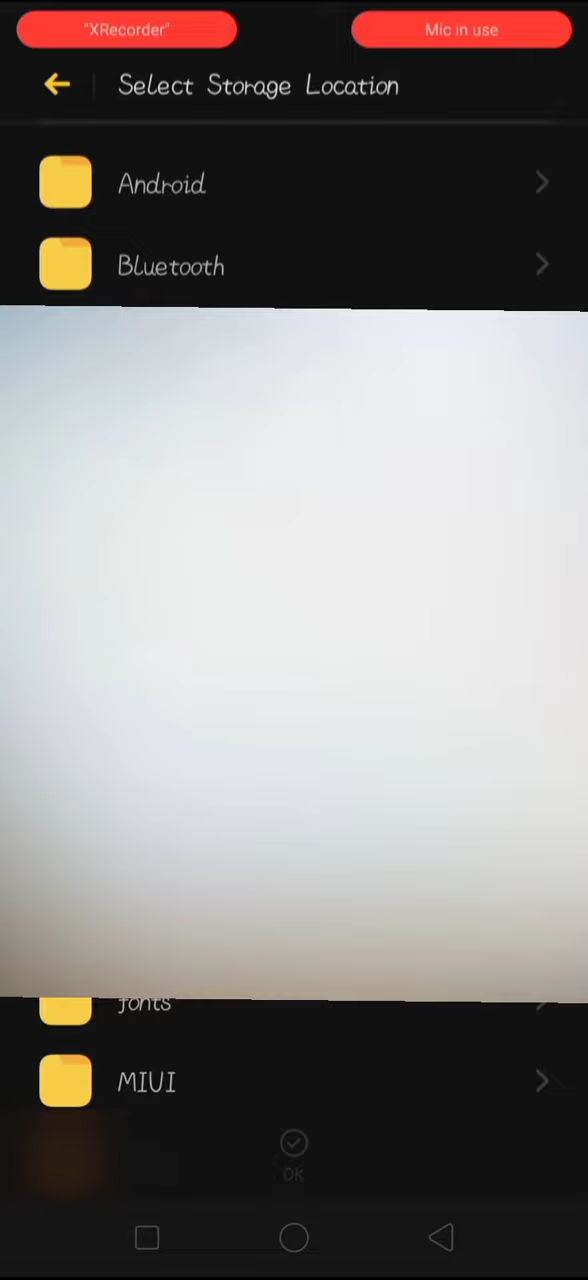 "XRecorder"
Mic in use
Select Storage Location
Android
Bluetooth
fonts
MIUI
OK